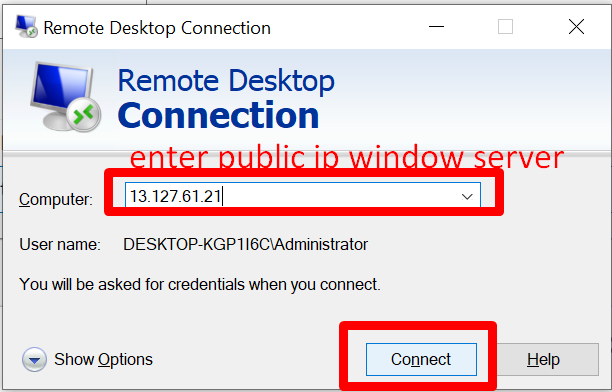 Remote Desktop Connection
Remote Desktop
Connection
enter public ip window server
Computer: 13.127.61.21
User name: DESKTOP-KGP1I6C\Administrator
You will be asked for credentials when you connect.
Show Options Connect Help